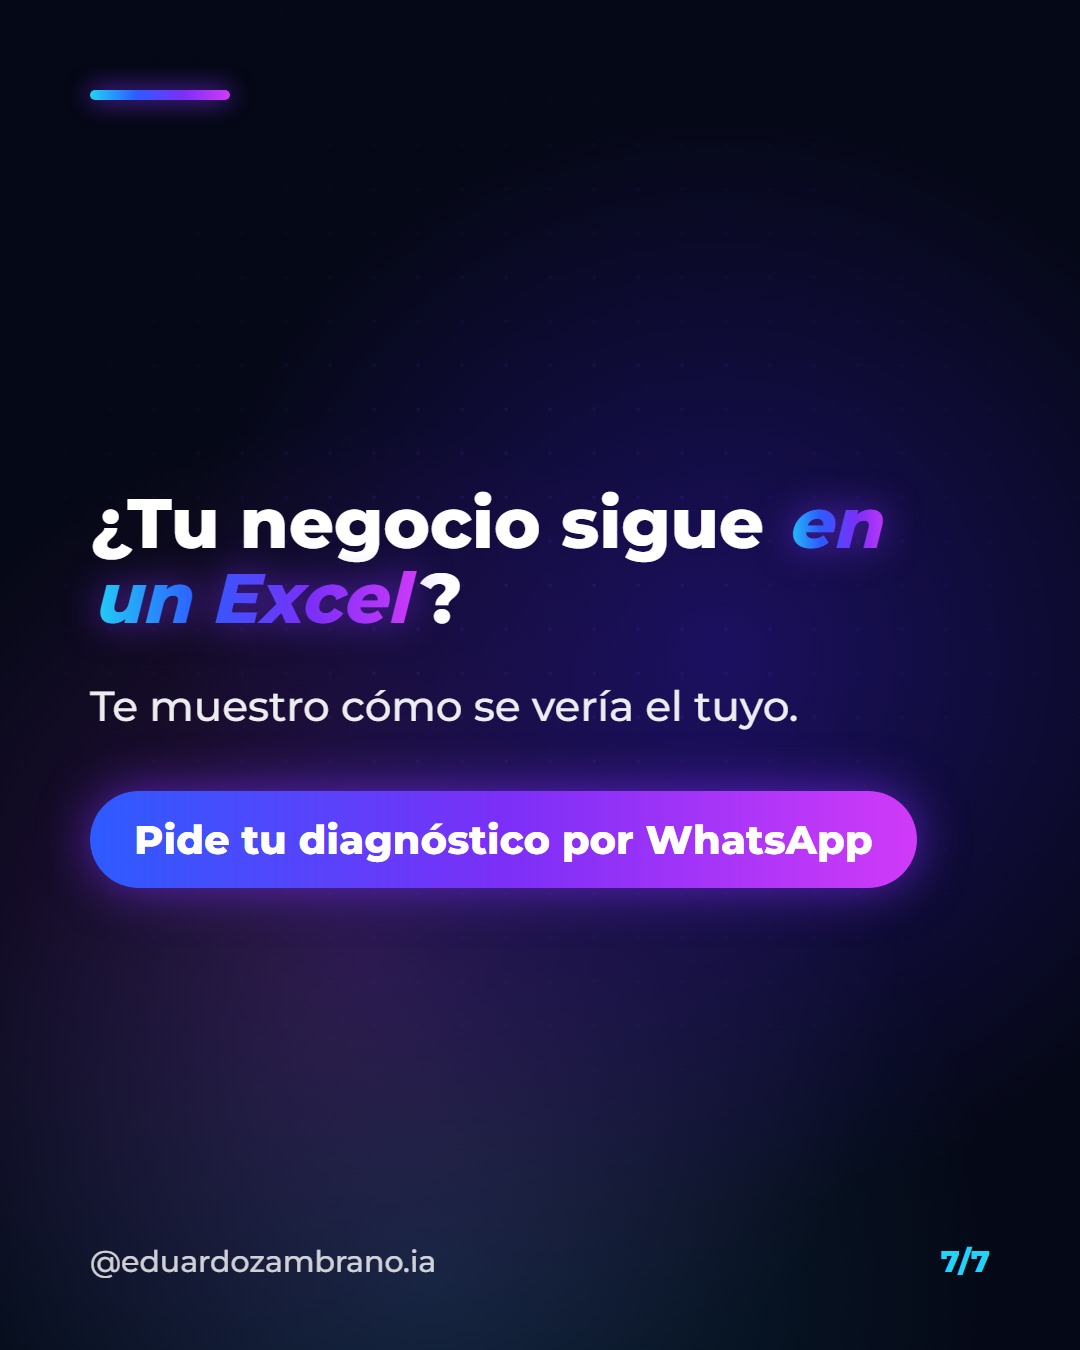 ¿Tu negocio sigue en
un Excel?
Te muestro cómo se vería el tuyo.
Pide tu diagnóstico por WhatsApp
@eduardozambrano.ia
7/7